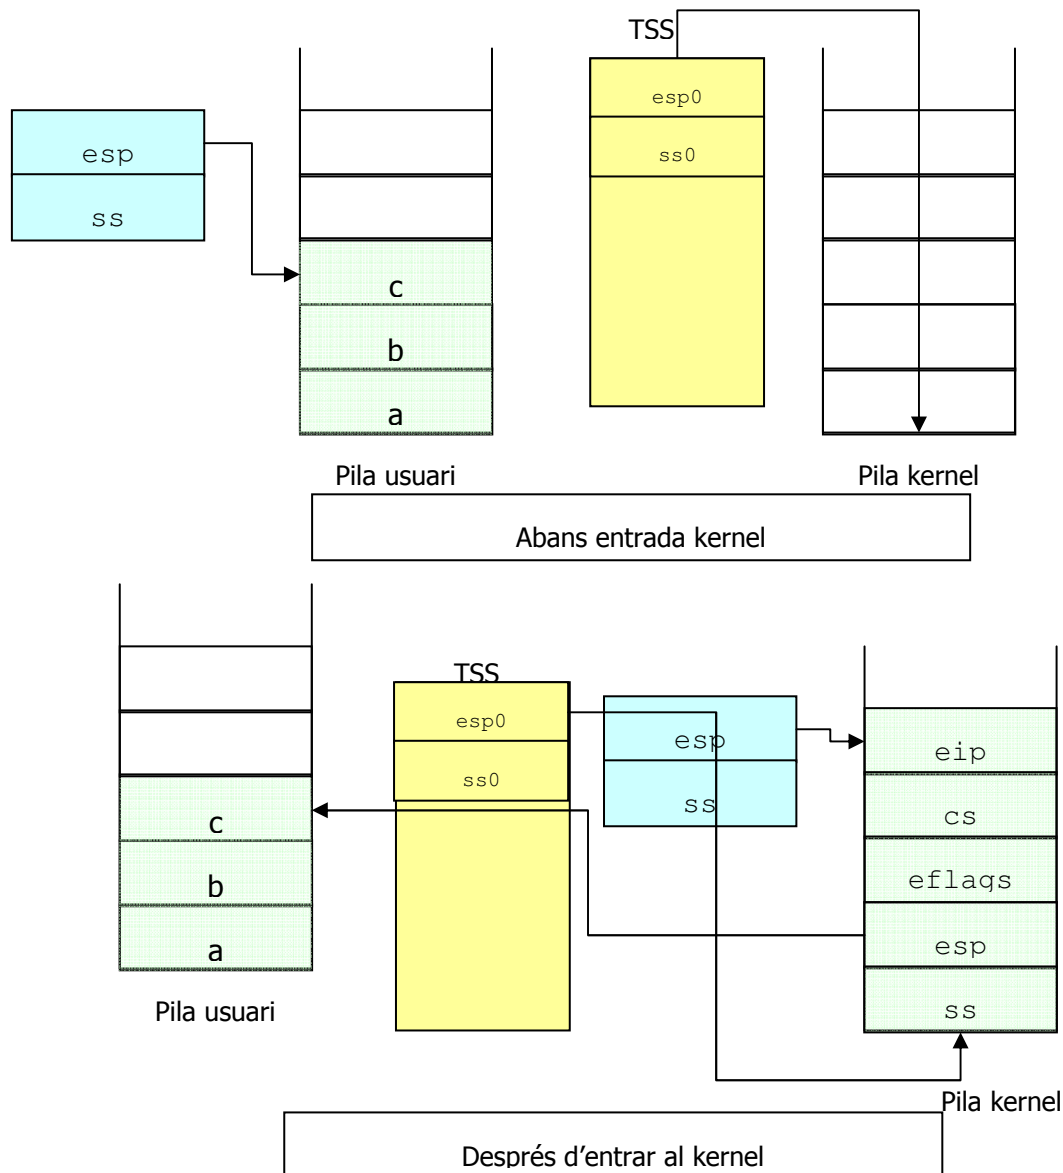 TSS
esp0
esp
ss0
ss
c
b
a
Pila usuari
Pila kernel
Abans entrada kernel
TSS
esp0
esp
eip
ss0
ss
c
cs
b
eflags
a
esp
Pila usuari
ss
Pila kernel
Després d'entrar al kernel